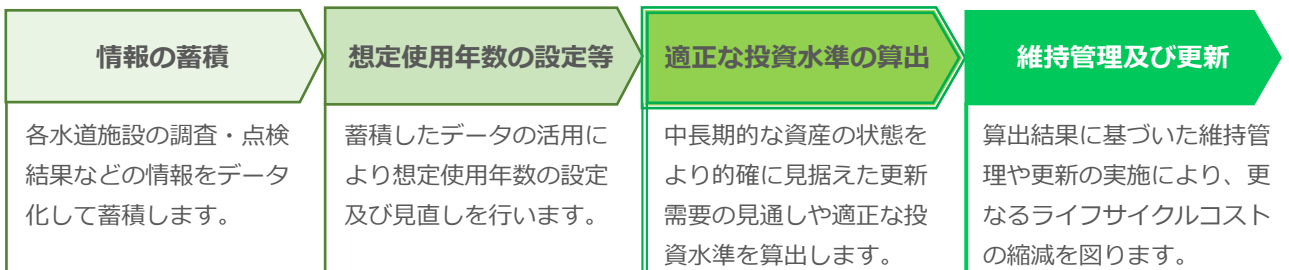 情報の蓄積
各水道施設の調査・点検
結果などの情報をデータ
化して蓄積します。
想定使用年数の設定等
蓄積したデータの活用に
より想定使用年数の設定
及び見直しを行います。
適正な投資水準の算出
中長期的な資産の状態を
より的確に見据えた更新
需要の見通しや適正な投
資水準を算出します。
維持管理及び更新
算出結果に基づいた維持管
理や更新の実施により、更
なるライフサイクルコスト
の縮減を図ります。